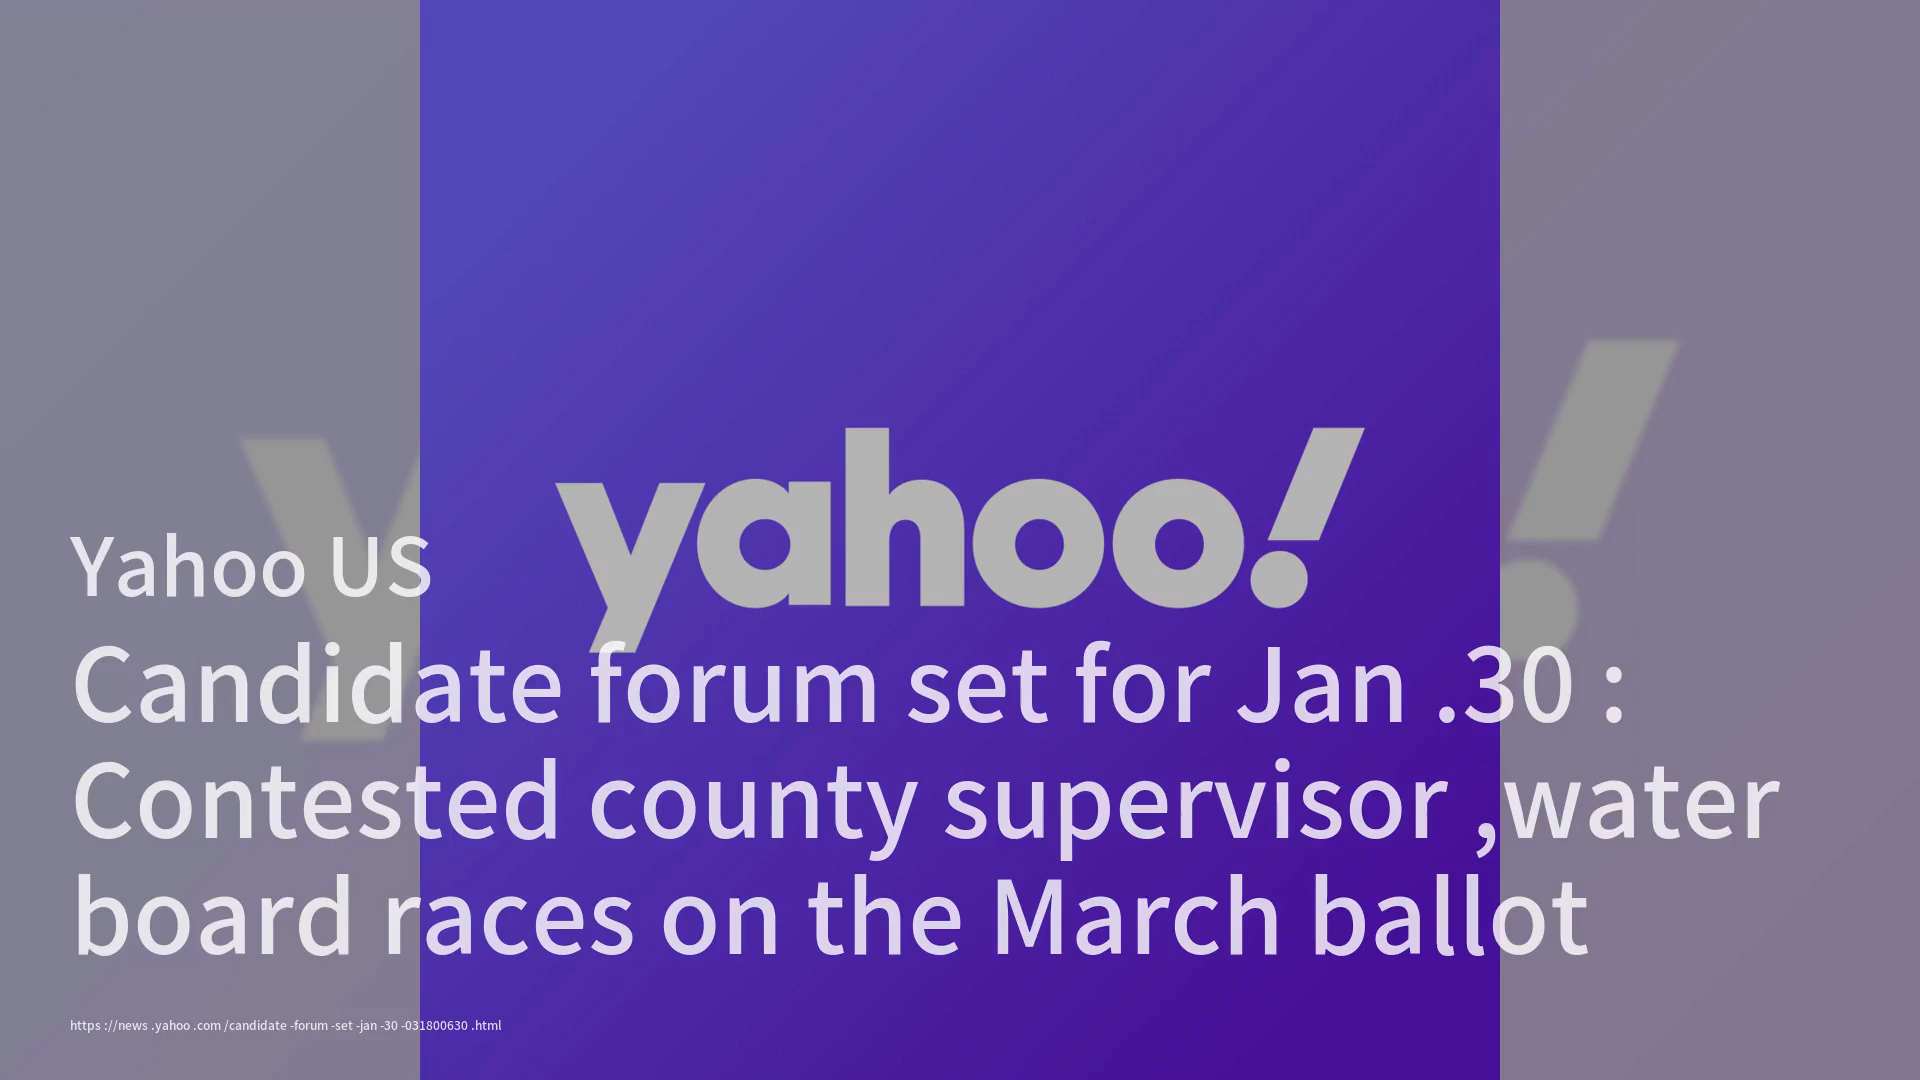 yahoo!
Yahoo US
Candidate forum set for Jan .30 :
Contested county supervisor ,water
board races on the March ballot
https ://news .yahoo .com /candidate -forum -set -jan -30 -031800630 .html